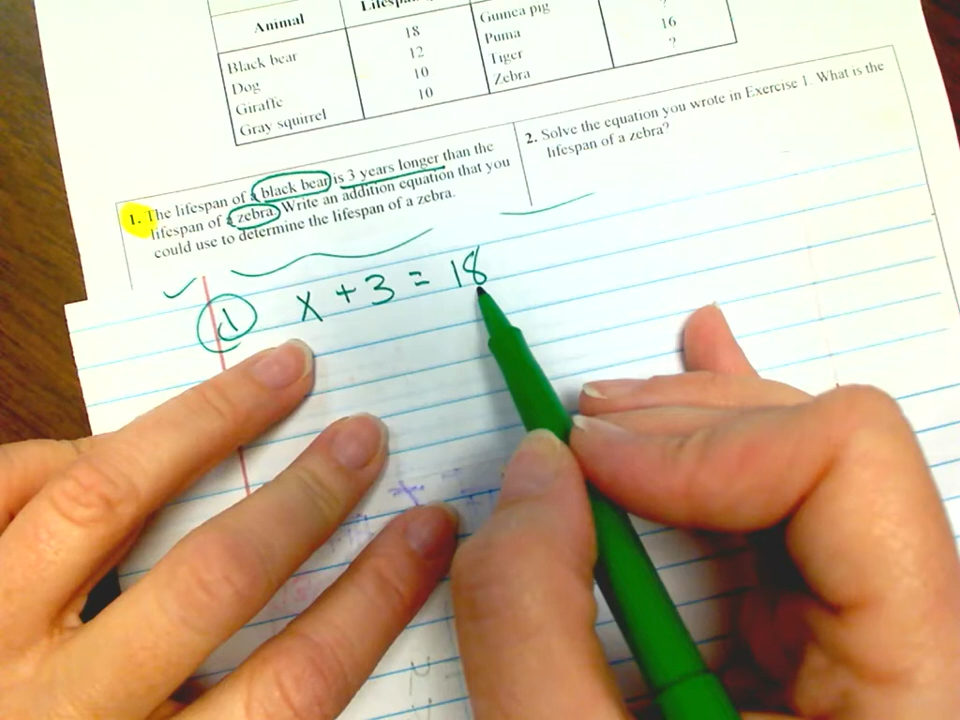 Animal
Black bear 18
Dog 12
Giraffe 10
Gray squirrel 10
Guinea pig ?
Puma 16
Tiger ?
Zebra
1. The lifespan of a black bear is 3 years longer than the
lifespan of a zebra. Write an addition equation that you
could use to determine the lifespan of a zebra.
2. Solve the equation you wrote in Exercise 1. What is the
lifespan of a zebra?
1 x + 3 = 18